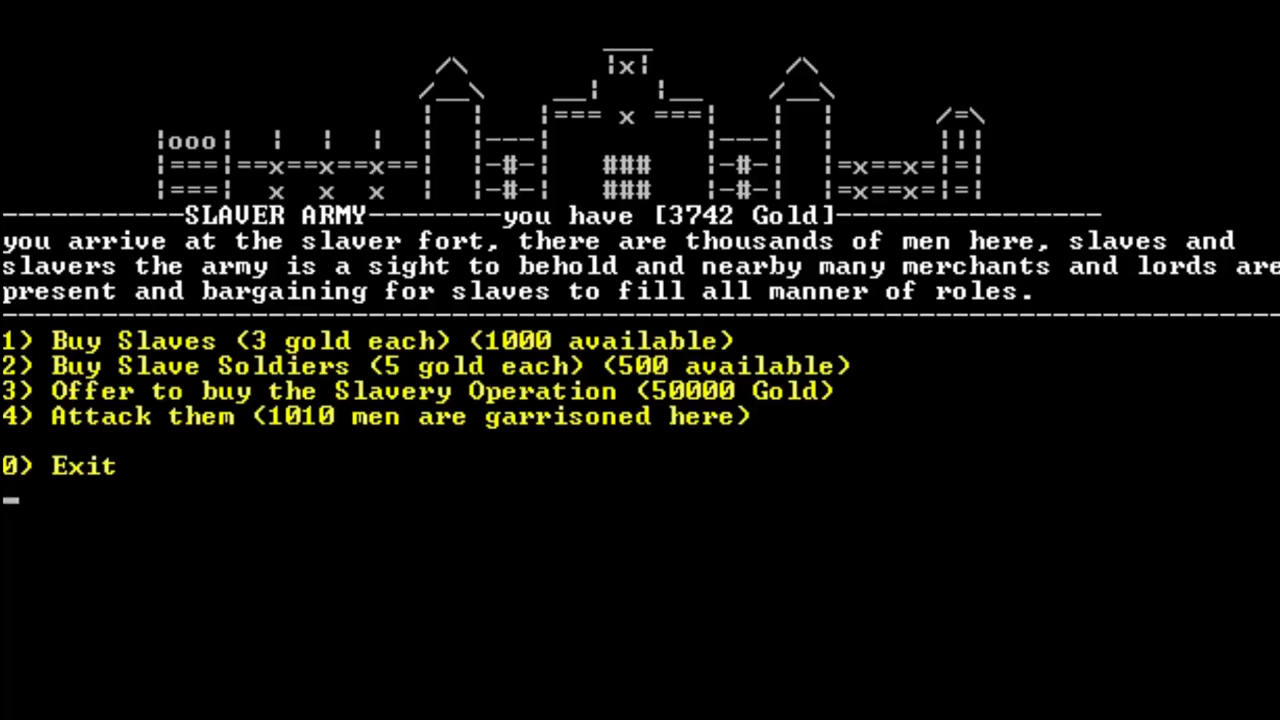 -----------SLAVER ARMY--------you have [3742 Gold]----------------
you arrive at the slaver fort, there are thousands of men here, slaves and
slavers the army is a sight to behold and nearby many merchants and lords are
present and bargaining for slaves to fill all manner of roles.
1) Buy Slaves (3 gold each) (1000 available)
2) Buy Slave Soldiers (5 gold each) (500 available)
3) Offer to buy the Slavery Operation (50000 Gold)
4) Attack them (1010 men are garrisoned here)
0) Exit